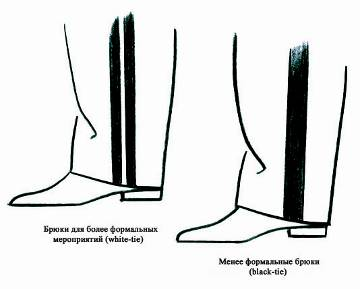 Брюки для более формальных
мероприятий (white-tie)
Менее формальные брюки
(black-tie)